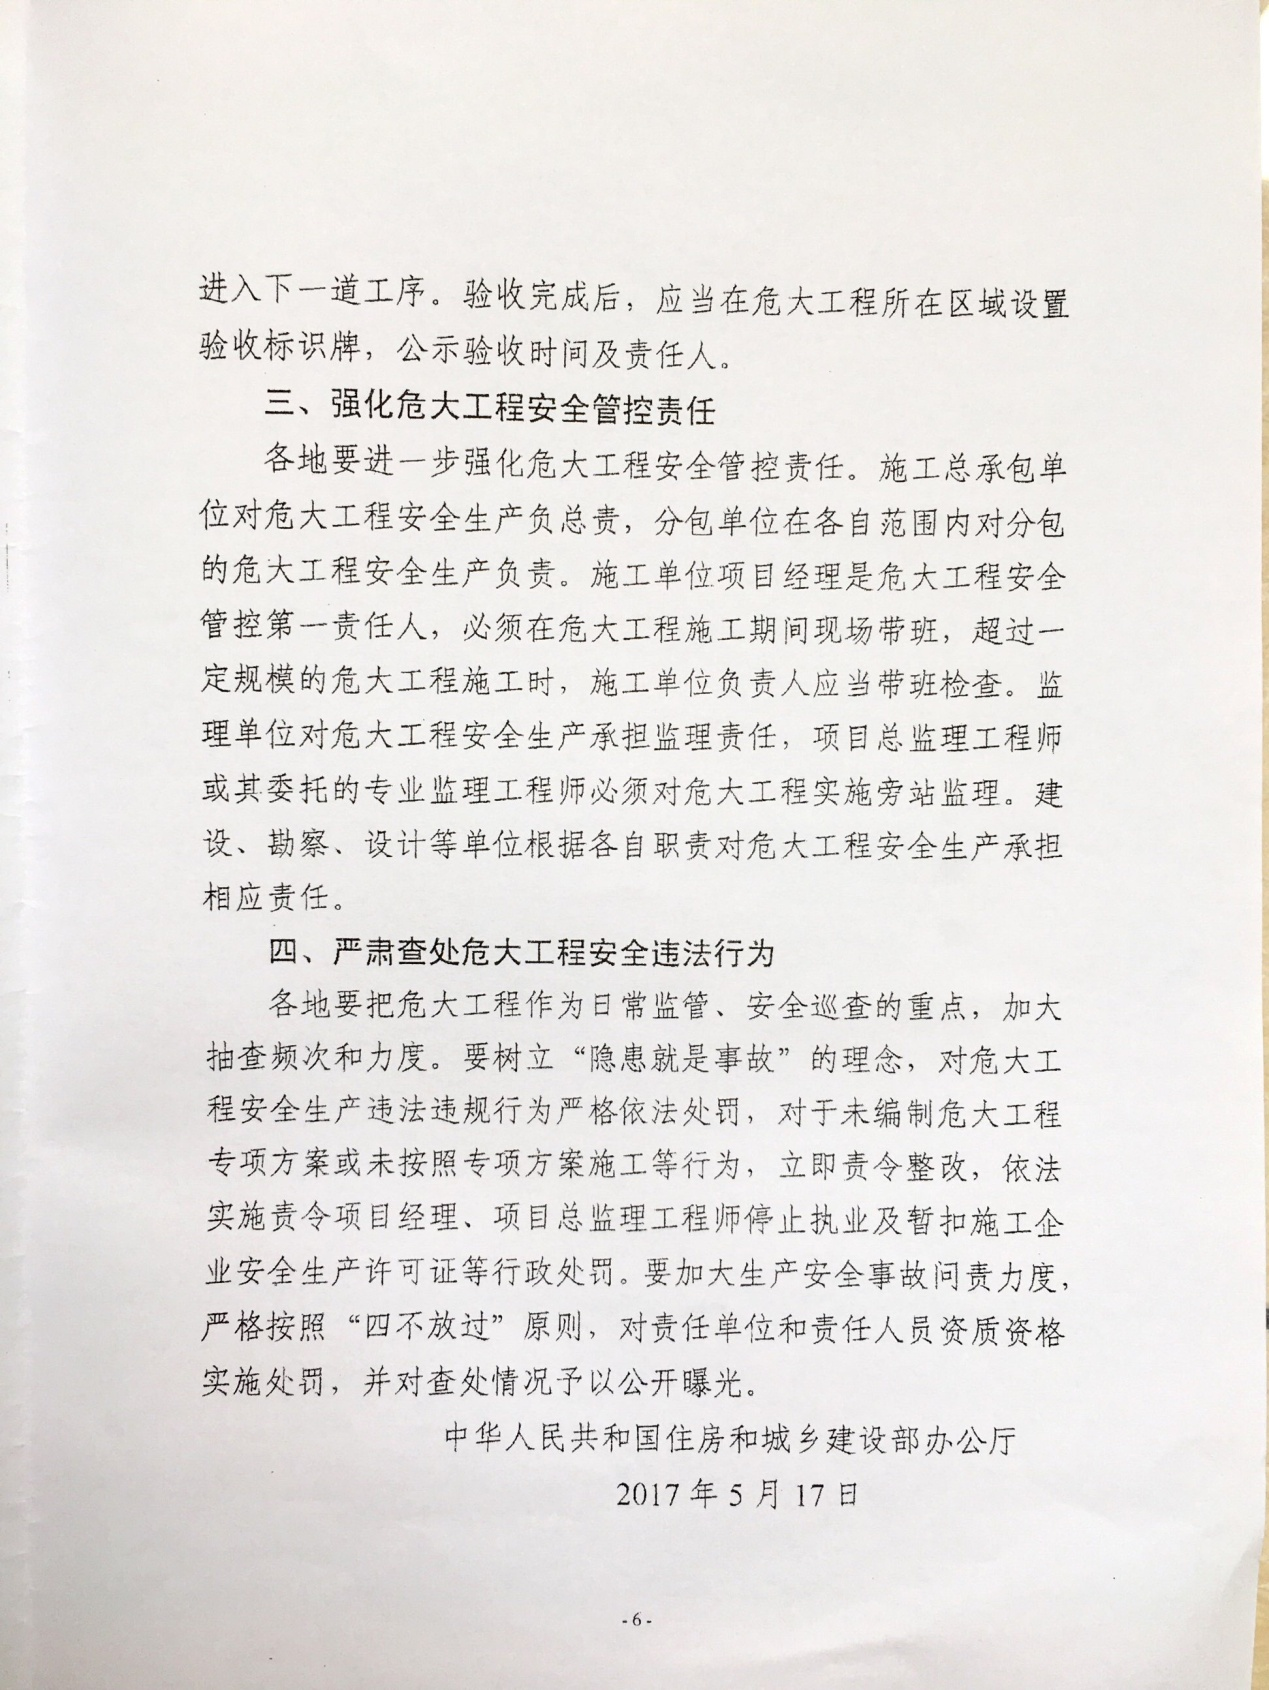 进入下一道工序。验收完成后，应当在危大工程所在区域设置
验收标识牌，公示验收时间及责任人。
三、强化危大工程安全管控责任
各地要进一步强化危大工程安全管控责任。施工总承包单
位对危大工程安全生产负总责，分包单位在各自范围内对分包
的危大工程安全生产负责。施工单位项目经理是危大工程安全
管控第一责任人，必须在危大工程施工期间现场带班，超过一
定规模的危大工程施工时，施工单位负责人应当带班检查。监
理单位对危大工程安全生产承担监理责任，项目总监理工程师
或其委托的专业监理工程师必须对危大工程实施旁站监理。建
设、勘察、设计等单位根据各自职责对危大工程安全生产承担
相应责任。
四、严肃查处危大工程安全违法行为
各地要把危大工程作为日常监管、安全巡查的重点，加大
抽查频次和力度。要树立“隐患就是事故”的理念，对危大工
程安全生产违法违规行为严格依法处罚，对于未编制危大工程
专项方案或未按照专项方案施工等行为，立即责令整改，依法
实施责令项目经理、项目总监理工程师停止执业及暂扣施工企
业安全生产许可证等行政处罚。要加大生产安全事故问责力度，
严格按照“四不放过”原则，对责任单位和责任人员资质资格
实施处罚，并对查处情况予以公开曝光。
中华人民共和国住房和城乡建设部办公厅
2017年5月17日
-6-